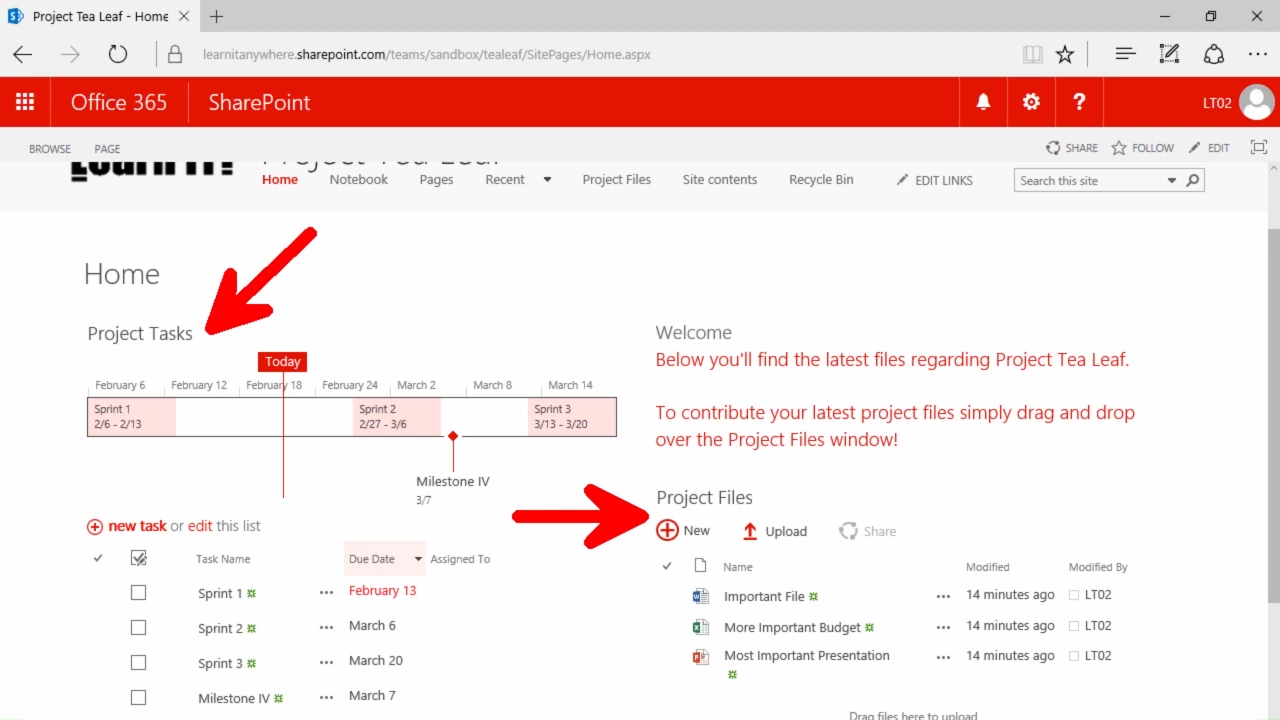 Project Tea Leaf - Home
learnitanywhere.sharepoint.com/teams/sandbox/tealeaf/SitePages/Home.aspx
Office 365
SharePoint
?
LT02
BROWSE
PAGE
SHARE
FOLLOW
EDIT
Learn iT!
Project Tea Leaf
Home
Notebook
Pages
Recent
Project Files
Site contents
Recycle Bin
EDIT LINKS
Search this site
Home
Project Tasks
Today
February 6
February 12
February 18
February 24
March 2
March 8
March 14
Sprint 1
2/6 - 2/13
Sprint 2
2/27 - 3/6
Sprint 3
3/13 - 3/20
Milestone IV
3/7
new task or edit this list
Task Name
Due Date
Assigned To
Sprint 1
February 13
Sprint 2
March 6
Sprint 3
March 20
Milestone IV
March 7
Welcome
Below you'll find the latest files regarding Project Tea Leaf.
To contribute your latest project files simply drag and drop
over the Project Files window!
Project Files
New
Upload
Share
Name
Modified
Modified By
Important File
14 minutes ago
LT02
More Important Budget
14 minutes ago
LT02
Most Important Presentation
14 minutes ago
LT02
Drag files here to upload